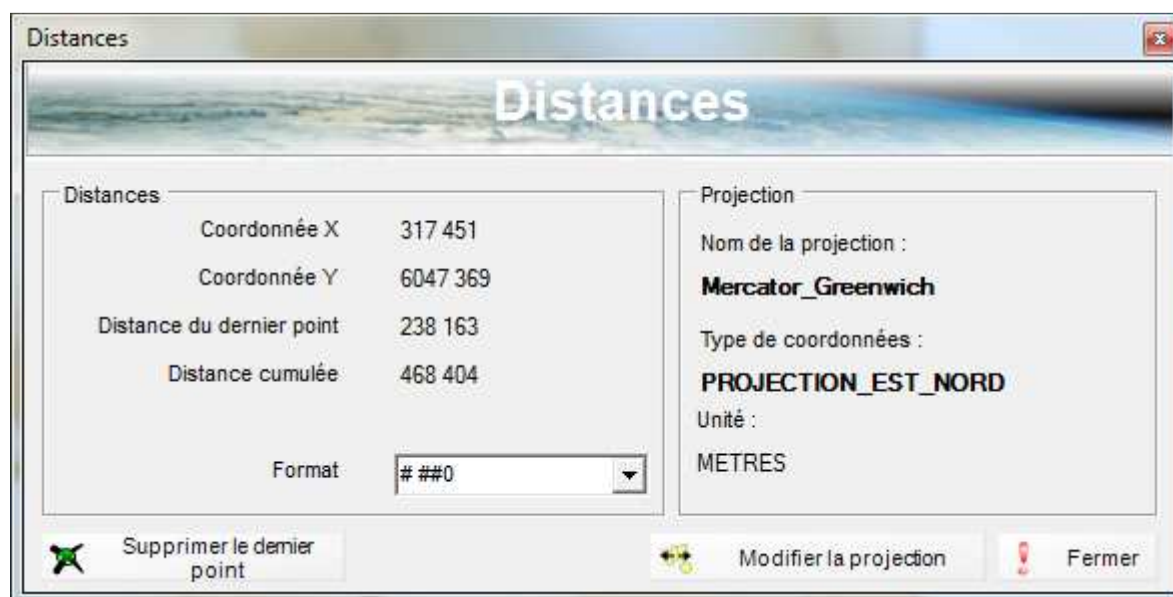 Distances
Distances
Distances
Coordonnée X 317 451
Coordonnée Y 6047 369
Distance du dernier point 238 163
Distance cumulée 468 404
Format # ##0
Projection
Nom de la projection :
Mercator_Greenwich
Type de coordonnées :
PROJECTION_EST_NORD
Unité :
METRES
Supprimer le dernier
point
Modifier la projection
Fermer